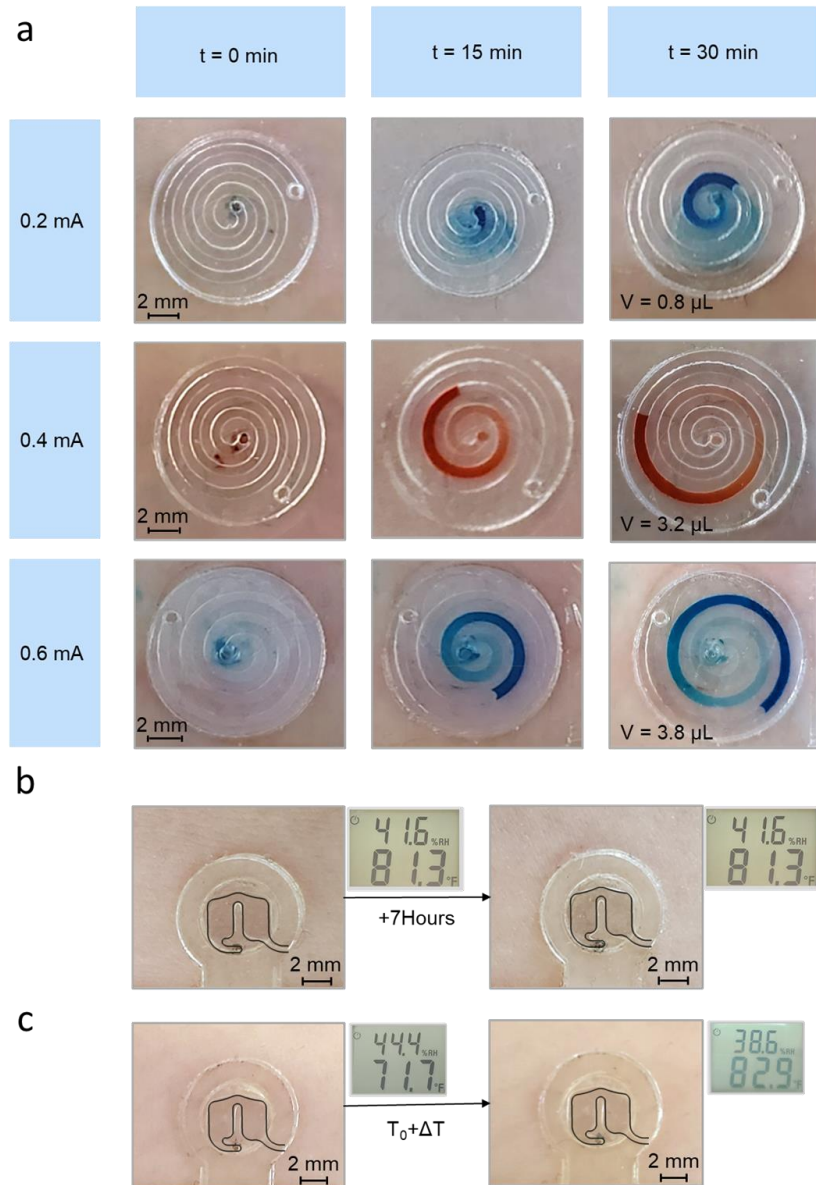 a
t = 0 min
t = 15 min
t = 30 min
0.2 mA
2 mm
V = 0.8 µL
0.4 mA
2 mm
V = 3.2 µL
0.6 mA
2 mm
V = 3.8 µL
b
41.6 %RH
81.3 °F
+7Hours
41.6 %RH
81.3 °F
2 mm
2 mm
c
44.4 %RH
71.7 °F
T₀+ΔT
38.6 %RH
82.9 °F
2 mm
2 mm